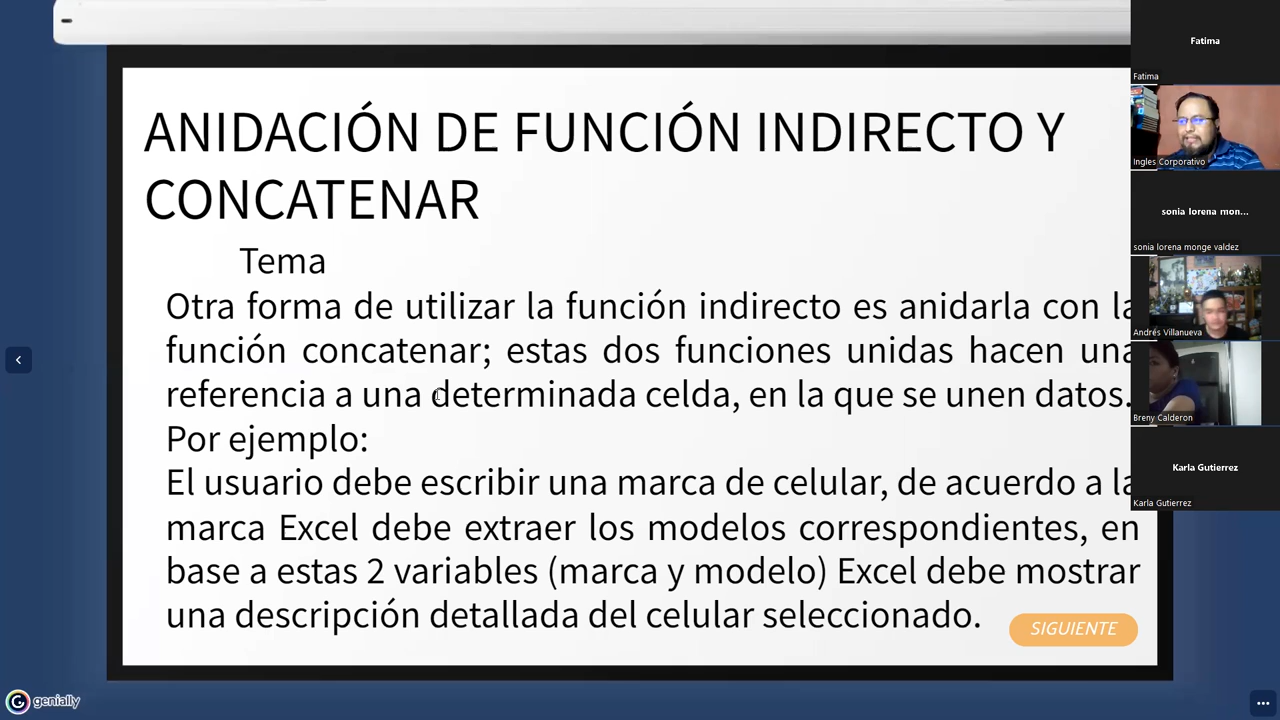 ANIDACIÓN DE FUNCIÓN INDIRECTO Y
CONCATENAR
Tema
Otra forma de utilizar la función indirecto es anidarla con la
función concatenar; estas dos funciones unidas hacen una
referencia a una determinada celda, en la que se unen datos.
Por ejemplo:
El usuario debe escribir una marca de celular, de acuerdo a la
marca Excel debe extraer los modelos correspondientes, en
base a estas 2 variables (marca y modelo) Excel debe mostrar
una descripción detallada del celular seleccionado.
SIGUIENTE
genially
Fatima
Fatima
Ingles Corporativo
sonia lorena mon...
sonia lorena monge valdez
Andrés Villanueva
Breny Calderon
Karla Gutierrez
Karla Gutierrez